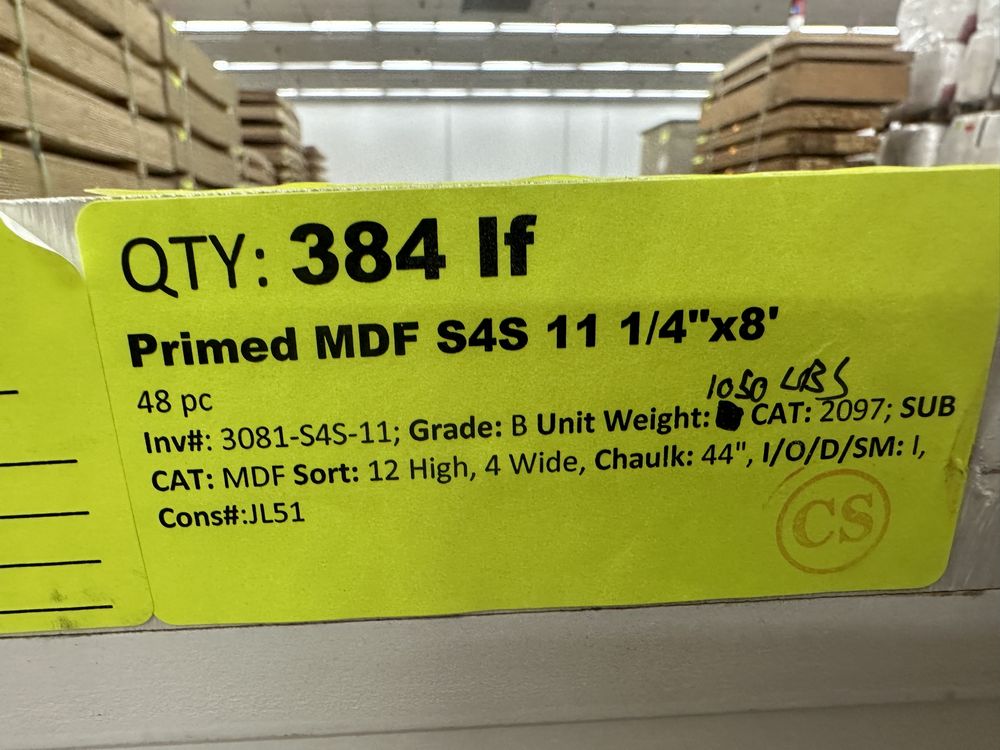 QTY: 384 lf
Primed MDF S4S 11 1/4"x8'
48 pc
1050 LBS
Inv#: 3081-S4S-11; Grade: B Unit Weight: CAT: 2097; SUB
CAT: MDF Sort: 12 High, 4 Wide, Chaulk: 44", I/O/D/SM: I,
Cons#:JL51
CS